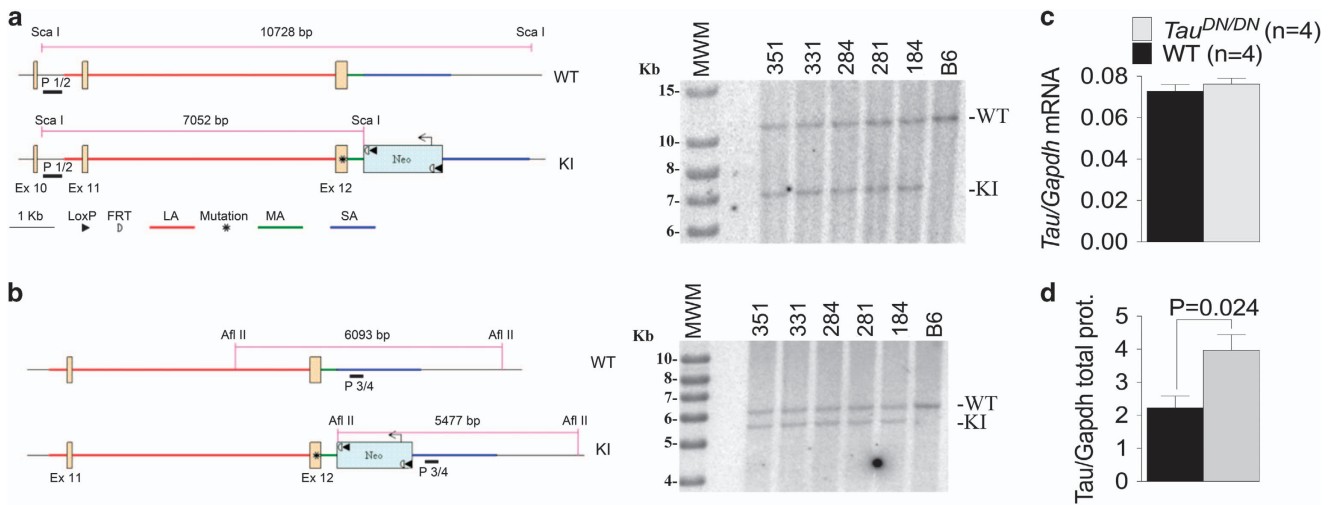 a
Sca I
10728 bp
Sca I
WT
P 1/2
Sca I
7052 bp
Sca I
Neo
KI
P 1/2
Ex 10
Ex 11
Ex 12
1 Kb
LoxP
FRT
LA
Mutation
MA
SA
Kb
MWM
351
331
284
281
184
B6
15-
10-
8-
7-
6-
-WT
-KI
b
Afl II
6093 bp
Afl II
WT
P 3/4
Afl II
5477 bp
Afl II
Neo
KI
P 3/4
Ex 11
Ex 12
Kb
MWM
351
331
284
281
184
B6
10-
8-
7-
6-
5-
4-
-WT
-KI
c
TauDN/DN (n=4)
WT (n=4)
Tau/Gapdh mRNA
0.08
0.06
0.04
0.02
0.00
d
Tau/Gapdh total prot.
P=0.024
5
4
3
2
1
0